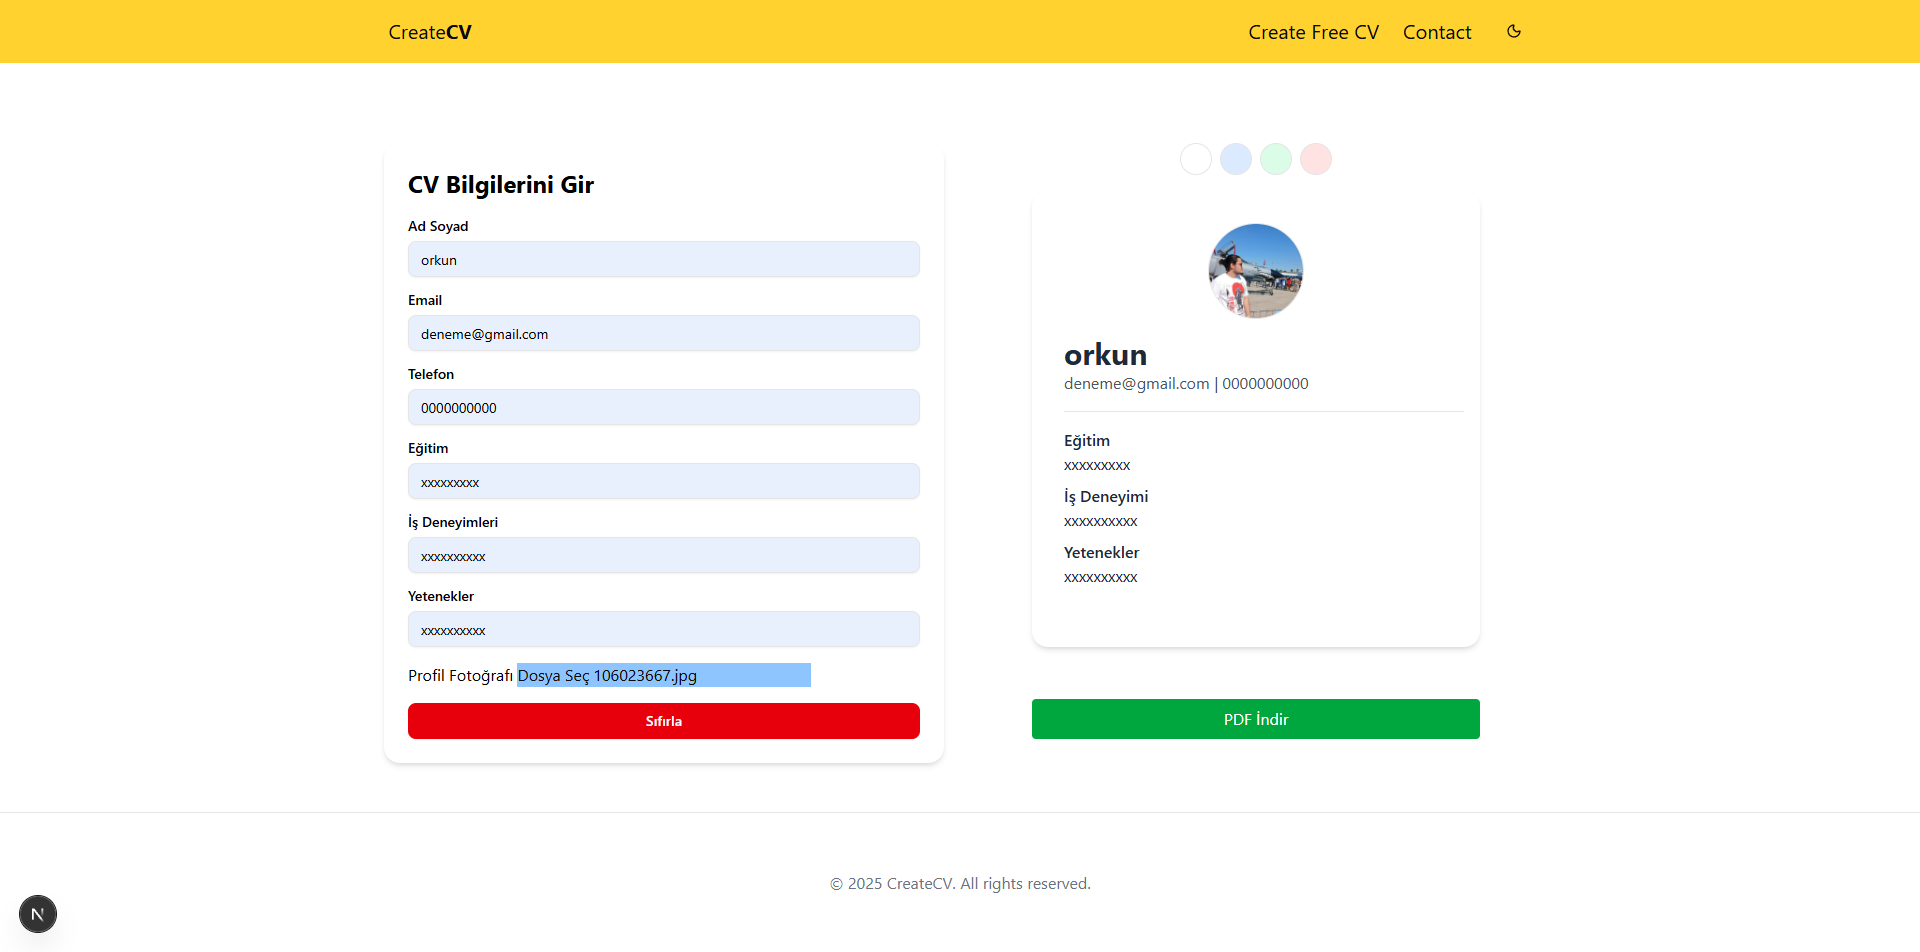 CreateCV
Create Free CV
Contact
CV Bilgilerini Gir
Ad Soyad
orkun
Email
deneme@gmail.com
Telefon
0000000000
Eğitim
xxxxxxxxx
İş Deneyimleri
xxxxxxxxxx
Yetenekler
xxxxxxxxxx
Profil Fotoğrafı Dosya Seç 106023667.jpg
Sıfırla
orkun
deneme@gmail.com | 0000000000
Eğitim
xxxxxxxxx
İş Deneyimi
xxxxxxxxxx
Yetenekler
xxxxxxxxxx
PDF İndir
© 2025 CreateCV. All rights reserved.
N